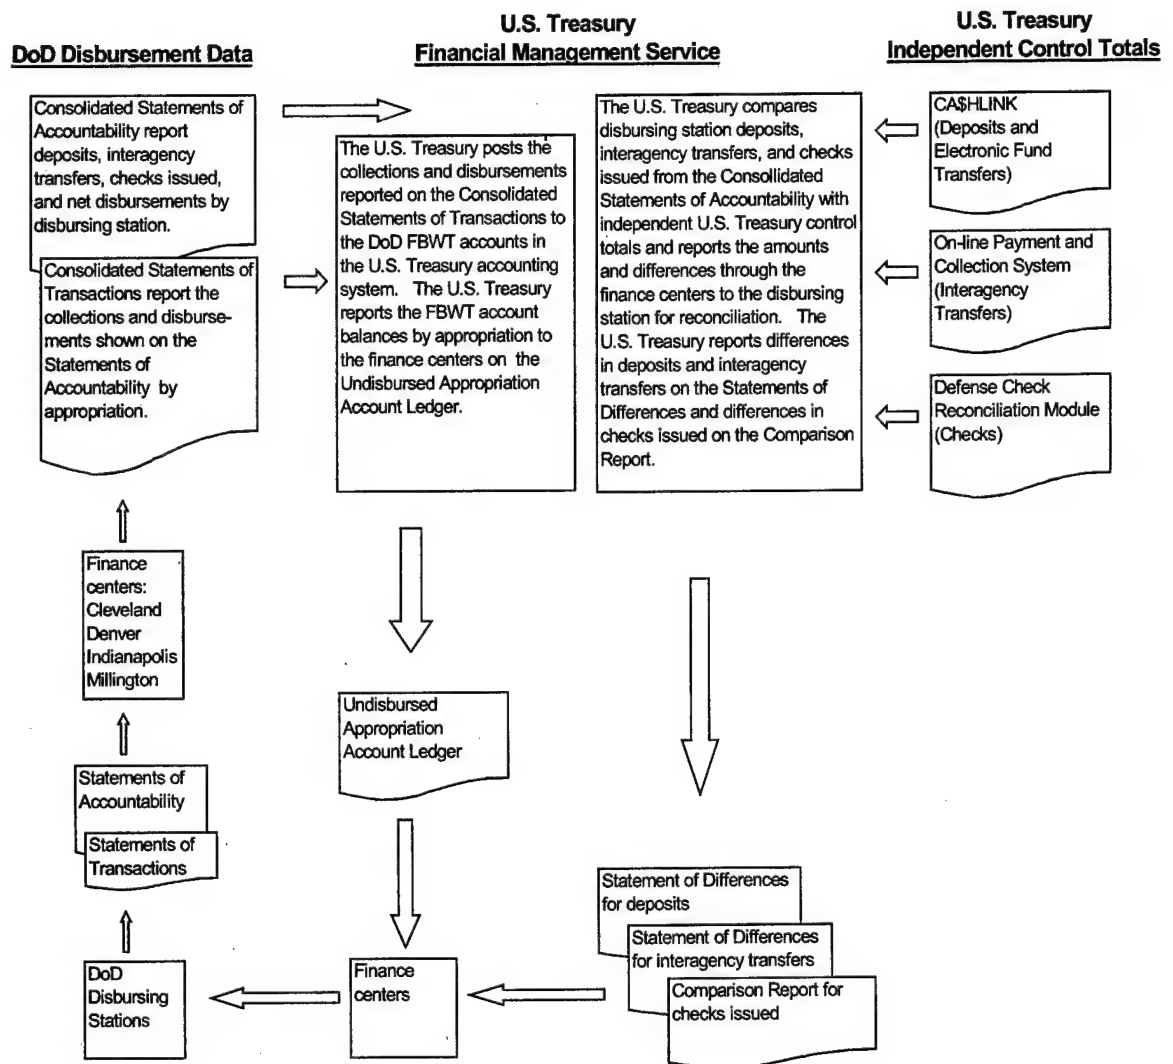 DoD Disbursement Data
U.S. Treasury
Financial Management Service
U.S. Treasury
Independent Control Totals
Consolidated Statements of
Accountability report
deposits, interagency
transfers, checks issued,
and net disbursements by
disbursing station.
Consolidated Statements of
Transactions report the
collections and disburse-
ments shown on the
Statements of
Accountability by
appropriation.
The U.S. Treasury posts the
collections and disbursements
reported on the Consolidated
Statements of Transactions to
the DoD FBWT accounts in
the U.S. Treasury accounting
system. The U.S. Treasury
reports the FBWT account
balances by appropriation to
the finance centers on the
Undisbursed Appropriation
Account Ledger.
The U.S. Treasury compares
disbursing station deposits,
interagency transfers, and checks
issued from the Consollidated
Statements of Accountability with
independent U.S. Treasury control
totals and reports the amounts
and differences through the
finance centers to the disbursing
station for reconciliation. The
U.S. Treasury reports differences
in deposits and interagency
transfers on the Statements of
Differences and differences in
checks issued on the Comparison
Report.
CA$HLINK
(Deposits and
Electronic Fund
Transfers)
On-line Payment and
Collection System
(Interagency
Transfers)
Defense Check
Reconciliation Module
(Checks)
Finance
centers:
Cleveland
Denver
Indianapolis
Millington
Undisbursed
Appropriation
Account Ledger
Statements of
Accountability
Statements of
Transactions
Statement of Differences
for deposits
Statement of Differences
for interagency transfers
Comparison Report for
checks issued
DoD
Disbursing
Stations
Finance
centers